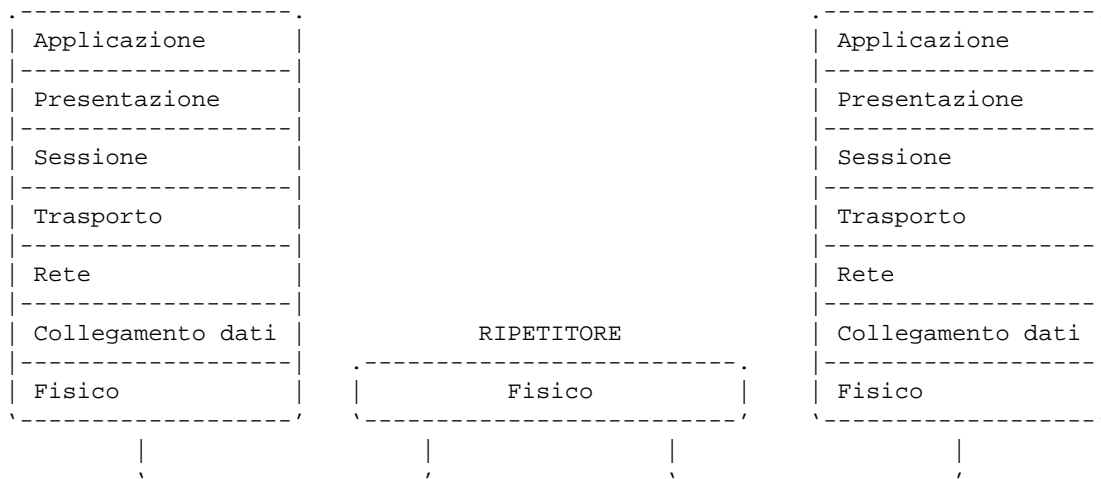 Applicazione Applicazione
Presentazione Presentazione
Sessione Sessione
Trasporto Trasporto
Rete Rete
Collegamento dati RIPETITORE Collegamento dati
Fisico Fisico Fisico